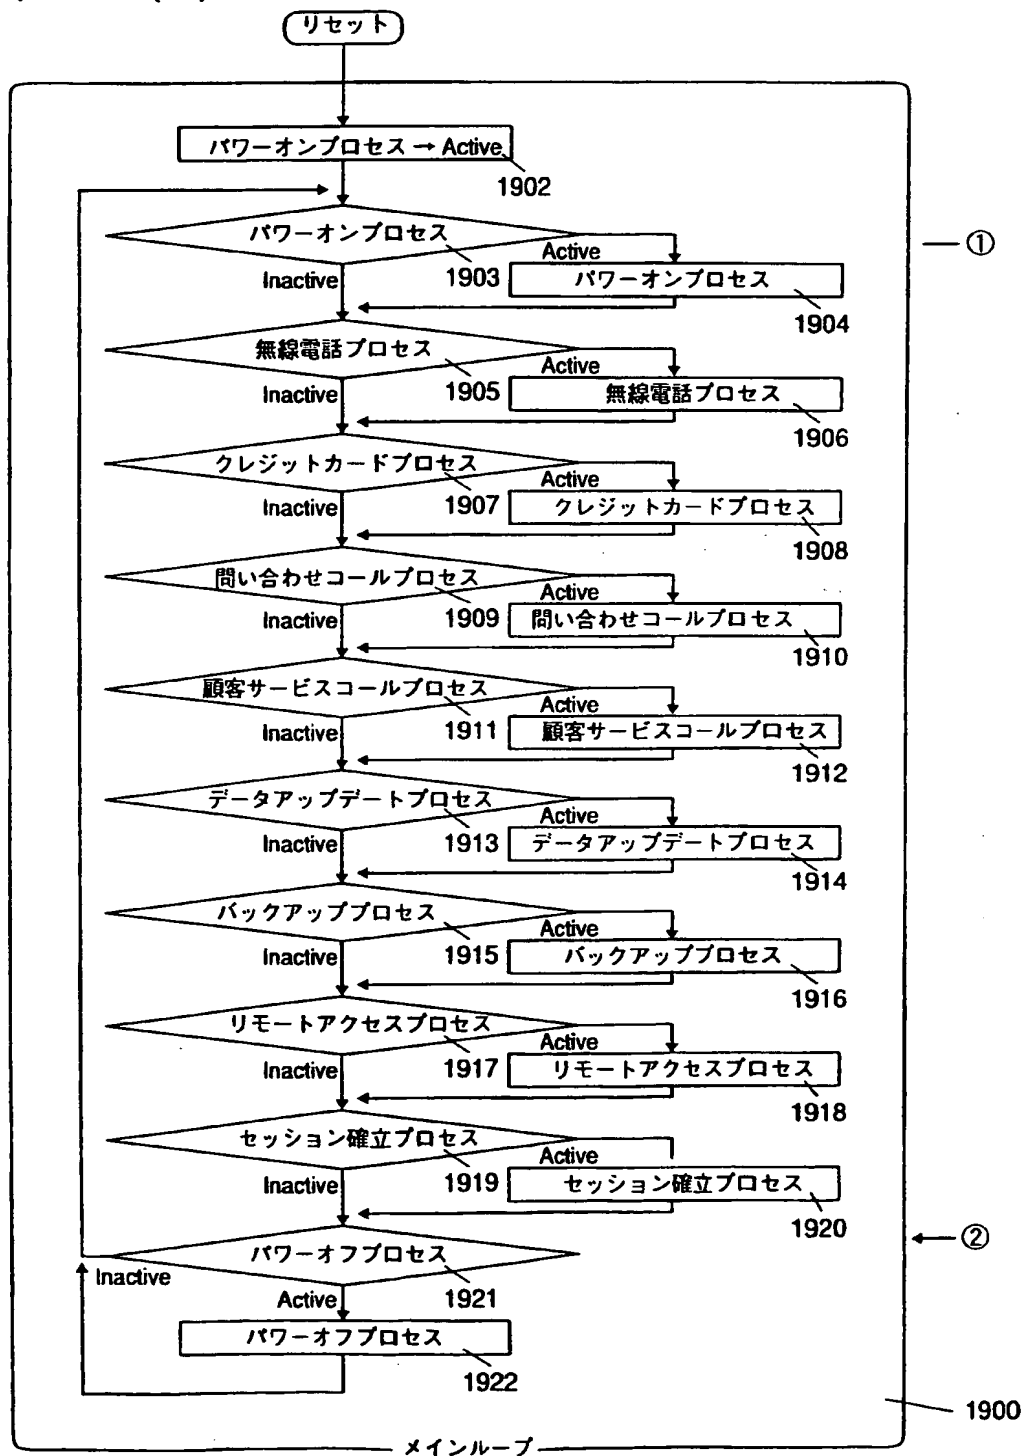 リセット
パワーオンプロセス → Active
1902
パワーオンプロセス
1903
Active
Inactive
パワーオンプロセス
1904
①
無線電話プロセス
1905
Active
Inactive
無線電話プロセス
1906
クレジットカードプロセス
1907
Active
Inactive
クレジットカードプロセス
1908
問い合わせコールプロセス
1909
Active
Inactive
問い合わせコールプロセス
1910
顧客サービスコールプロセス
1911
Active
Inactive
顧客サービスコールプロセス
1912
データアップデートプロセス
1913
Active
Inactive
データアップデートプロセス
1914
バックアッププロセス
1915
Active
Inactive
バックアッププロセス
1916
リモートアクセスプロセス
1917
Active
Inactive
リモートアクセスプロセス
1918
セッション確立プロセス
1919
Active
Inactive
セッション確立プロセス
1920
②
パワーオフプロセス
1921
Inactive
Active
パワーオフプロセス
1922
1900
メインループ